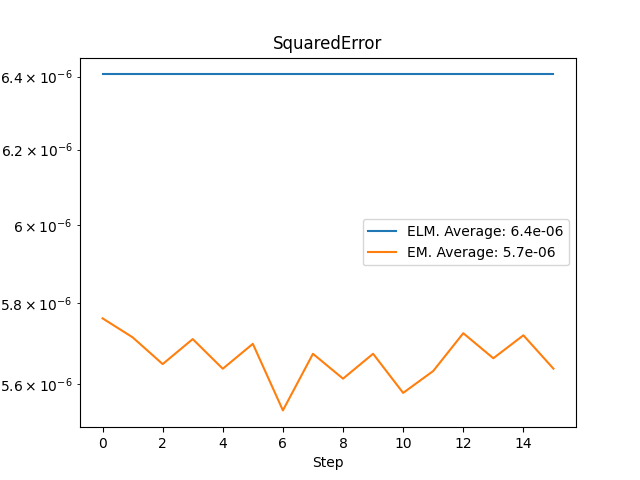 SquaredError
6.4 × 10⁻⁶
6.2 × 10⁻⁶
6 × 10⁻⁶
5.8 × 10⁻⁶
5.6 × 10⁻⁶
ELM. Average: 6.4e-06
EM. Average: 5.7e-06
0 2 4 6 8 10 12 14
Step